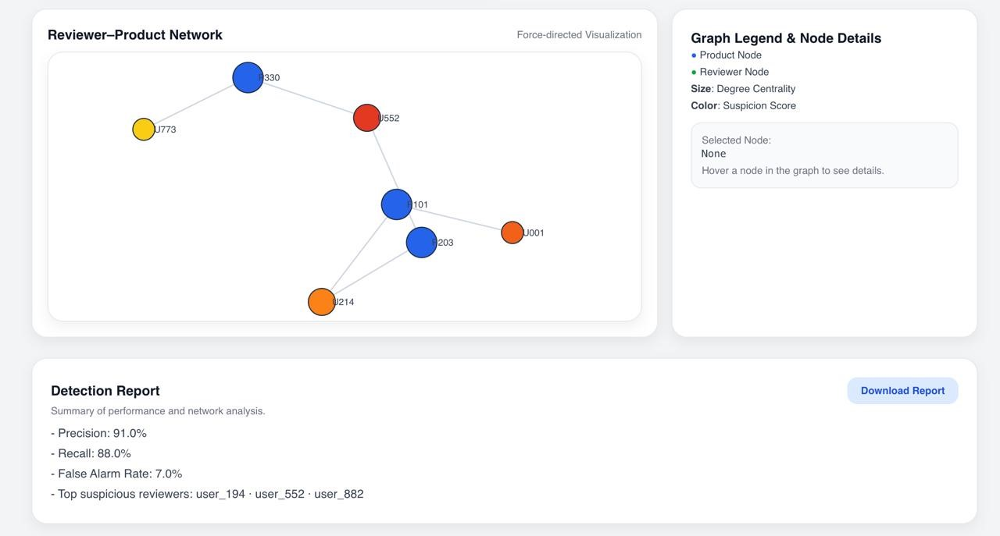 Reviewer–Product Network
Force-directed Visualization
P330
U773
U552
P101
U001
P203
U214
Graph Legend & Node Details
Product Node
Reviewer Node
Size: Degree Centrality
Color: Suspicion Score
Selected Node:
None
Hover a node in the graph to see details.
Detection Report
Download Report
Summary of performance and network analysis.
- Precision: 91.0%
- Recall: 88.0%
- False Alarm Rate: 7.0%
- Top suspicious reviewers: user_194 · user_552 · user_882